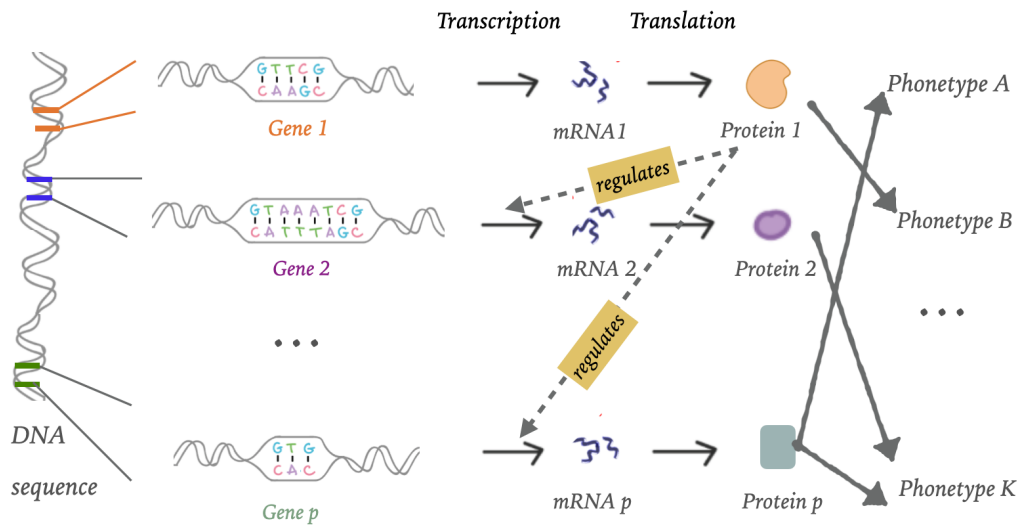 Transcription Translation
GTTCG
CAAGC
Gene 1
mRNA1
Protein 1
Phonetype A
regulates
GTAAATCG
CATTTAGC
Gene 2
mRNA 2
Protein 2
Phonetype B
...
...
regulates
DNA
sequence
GTG
CAC
Gene p
mRNA p
Protein p
Phonetype K